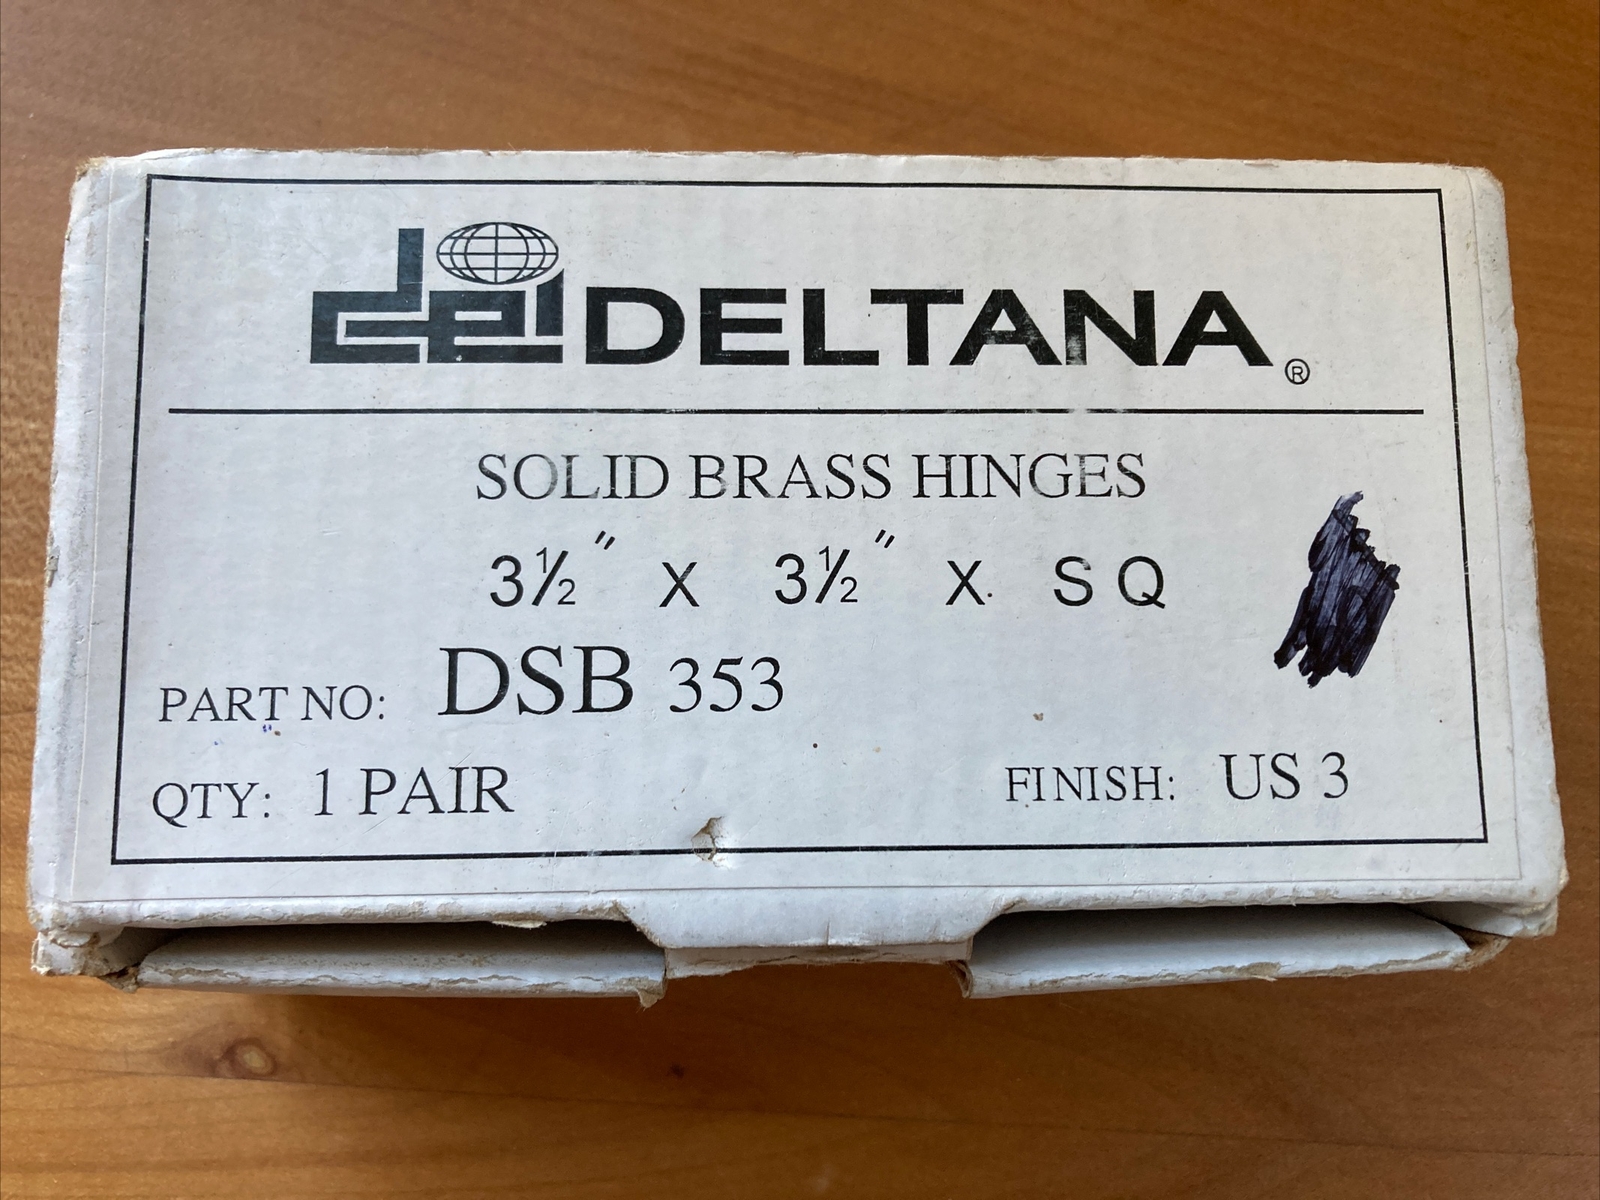 dei DELTANA ®
SOLID BRASS HINGES
3½" X 3½" X SQ
PART NO: DSB 353
QTY: 1 PAIR FINISH: US 3